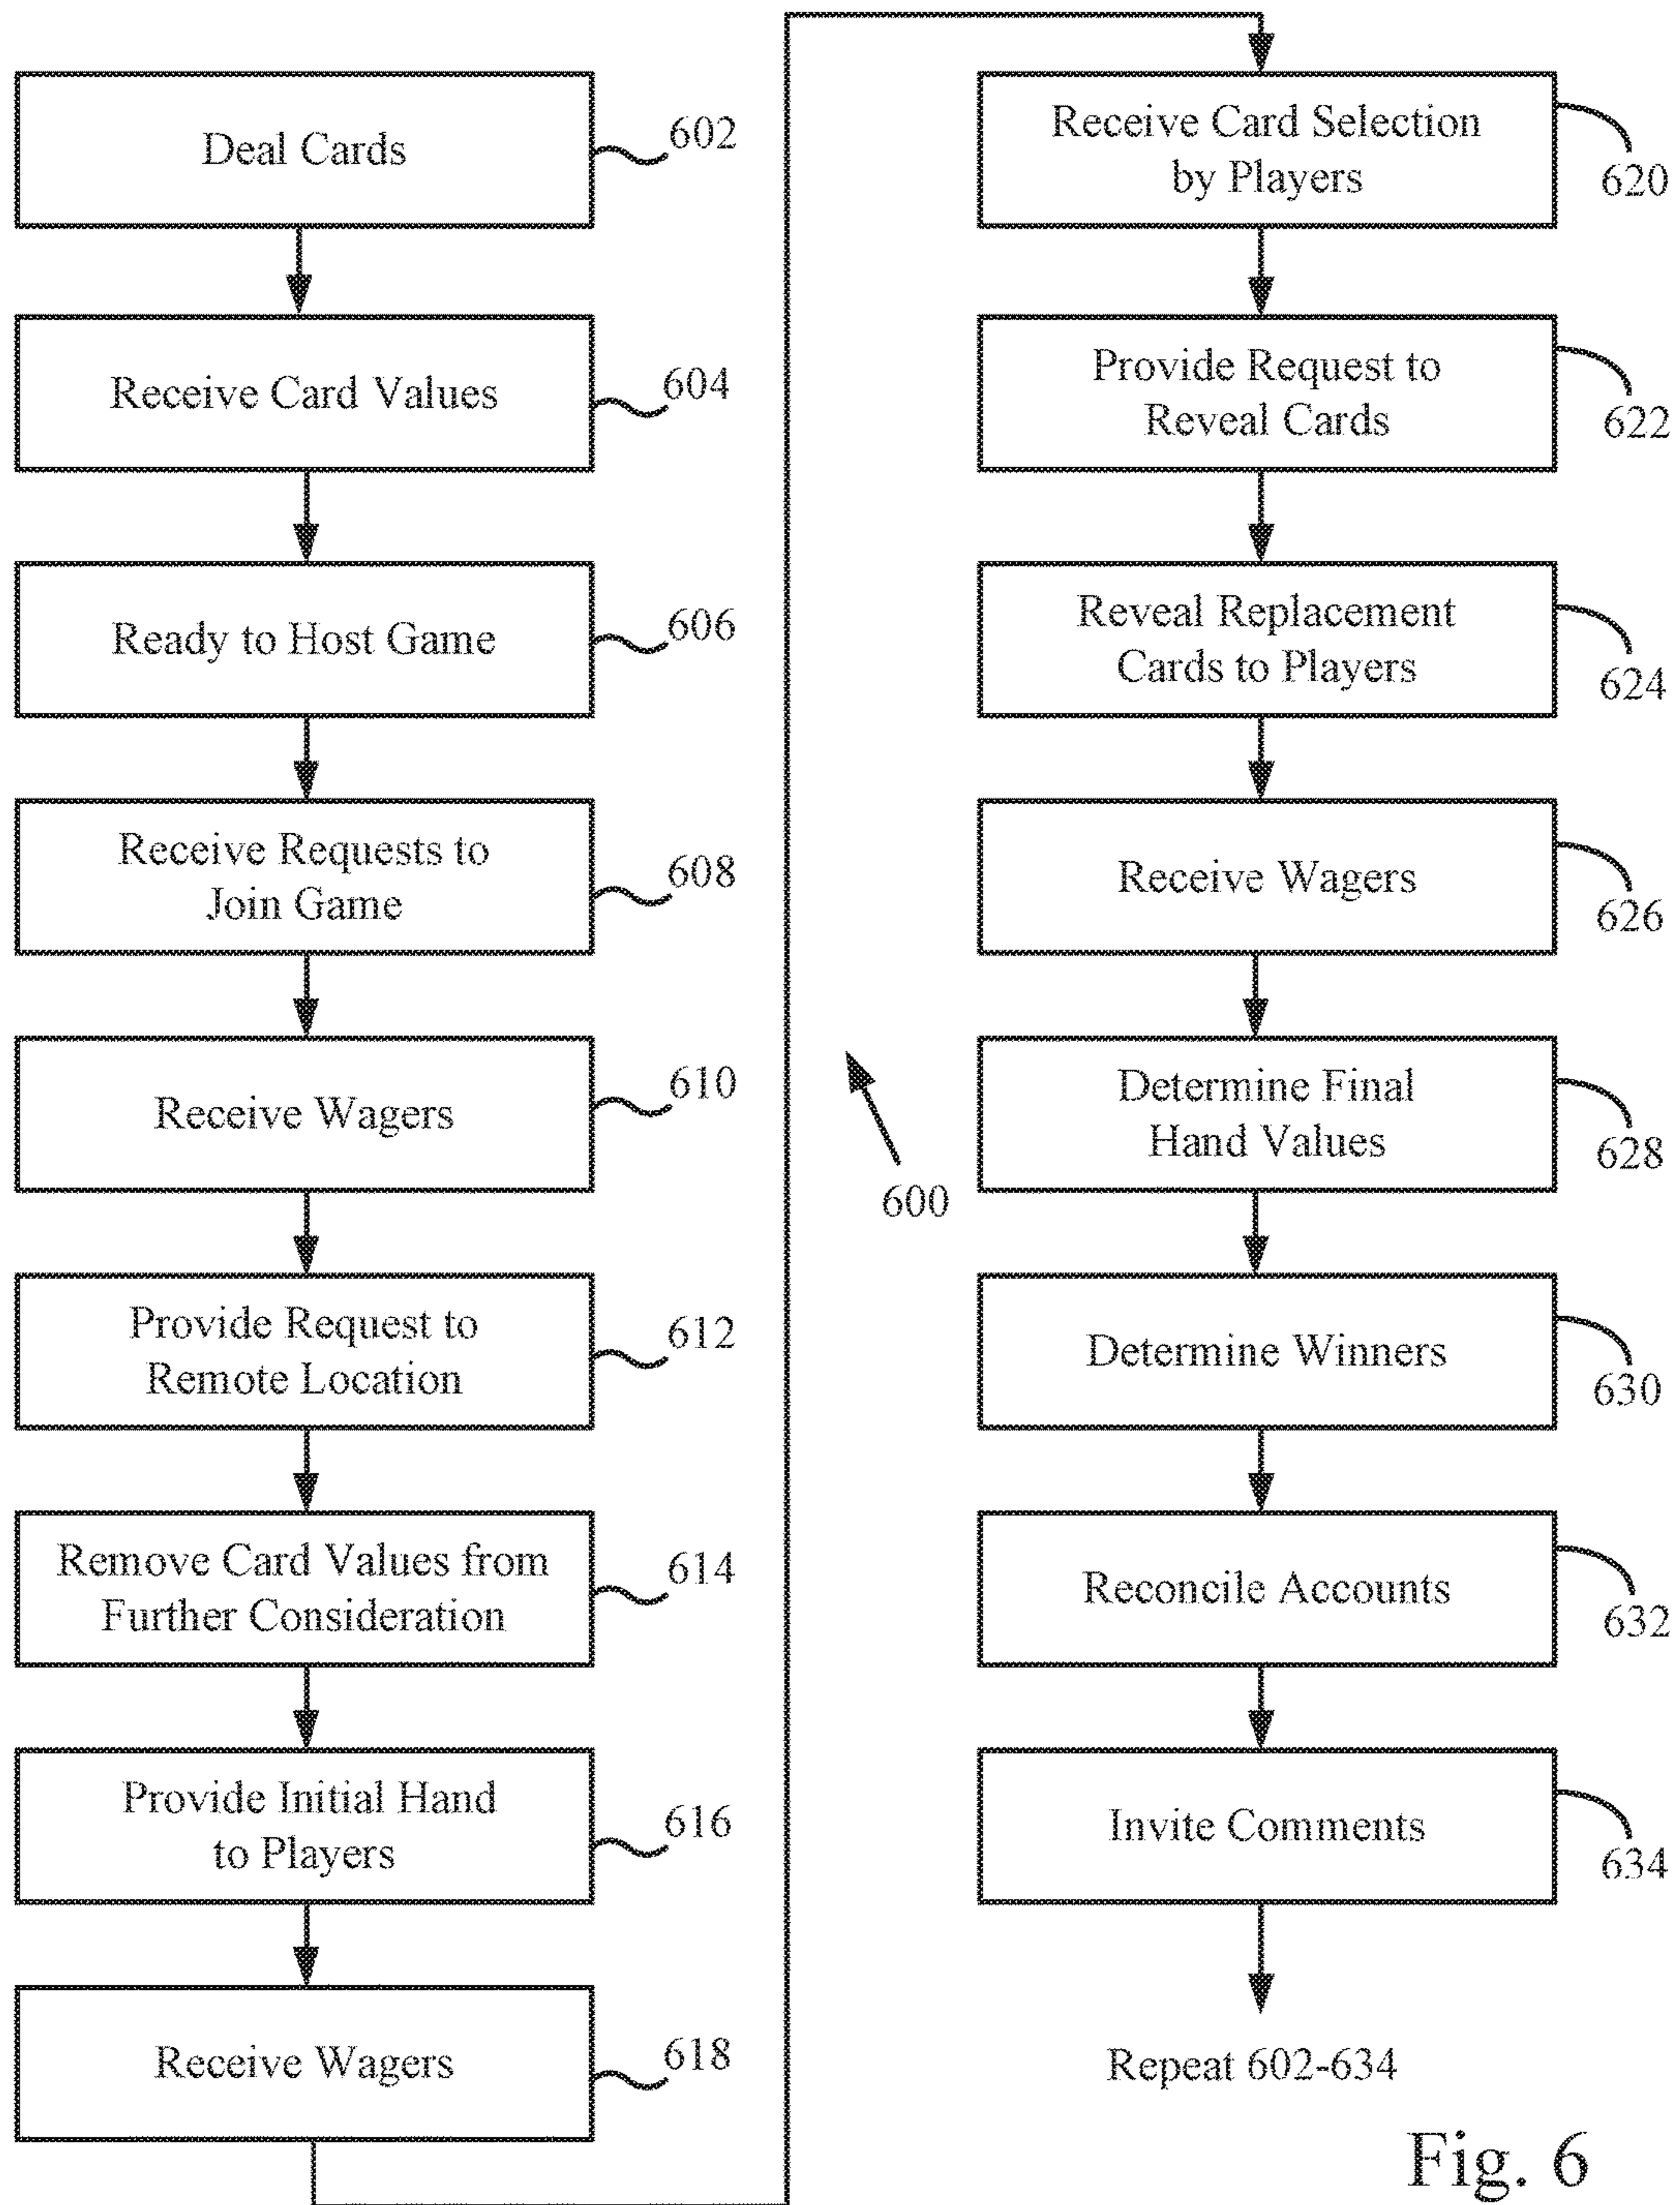 Deal Cards
602
Receive Card Values
604
Ready to Host Game
606
Receive Requests to
Join Game
608
Receive Wagers
610
Provide Request to
Remote Location
612
Remove Card Values from
Further Consideration
614
Provide Initial Hand
to Players
616
Receive Wagers
618
600
Receive Card Selection
by Players
620
Provide Request to
Reveal Cards
622
Reveal Replacement
Cards to Players
624
Receive Wagers
626
Determine Final
Hand Values
628
Determine Winners
630
Reconcile Accounts
632
Invite Comments
634
Repeat 602-634
Fig. 6